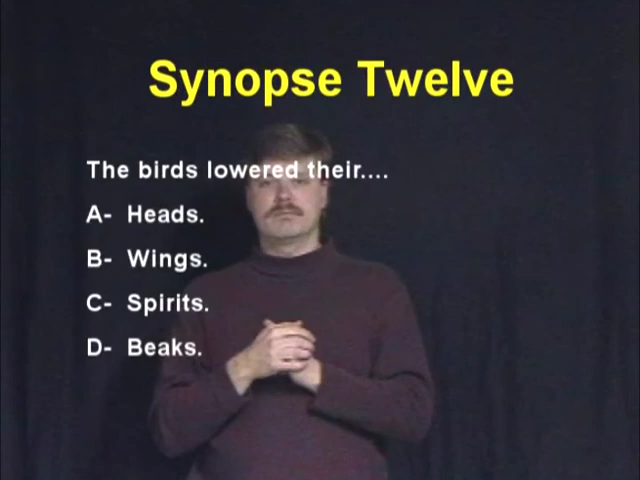 Synopse Twelve
The birds lowered their....
A- Heads.
B- Wings.
C- Spirits.
D- Beaks.